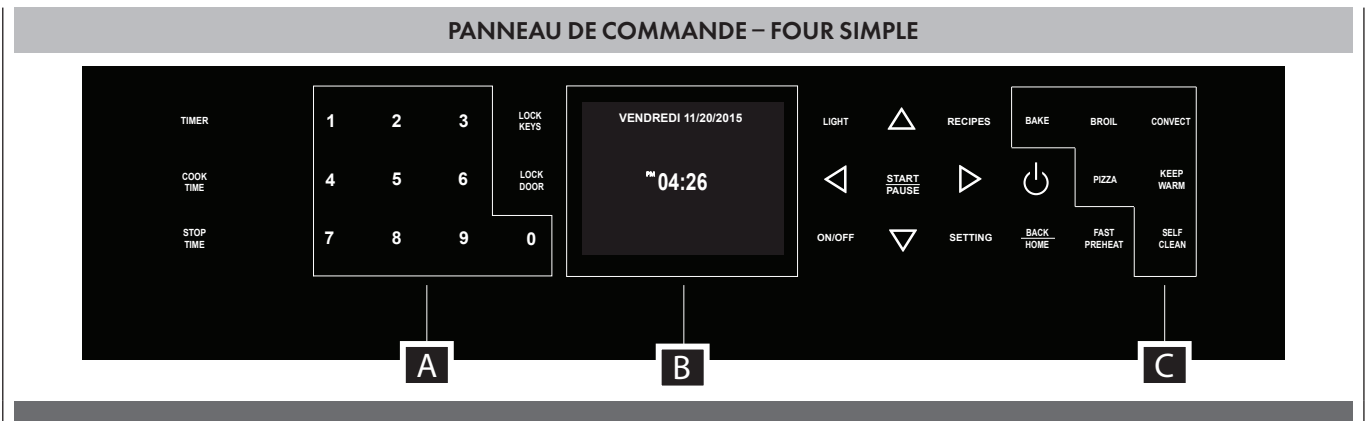 PANNEAU DE COMMANDE – FOUR SIMPLE
TIMER
1 2 3
LOCK
KEYS
COOK
TIME
4 5 6
LOCK
DOOR
STOP
TIME
7 8 9 0
VENDREDI 11/20/2015
PM 04:26
LIGHT
RECIPES
BAKE
BROIL
CONVECT
START
PAUSE
PIZZA
KEEP
WARM
ON/OFF
SETTING
BACK
HOME
FAST
PREHEAT
SELF
CLEAN
A
B
C